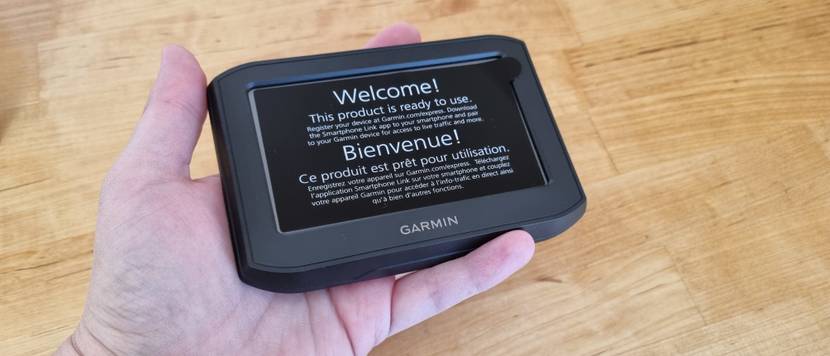 Welcome!
This product is ready to use.
Register your device at Garmin.com/express. Download
the Smartphone Link app to your smartphone and pair
to your Garmin device for access to live traffic and more.
Bienvenue!
Ce produit est prêt pour utilisation.
Enregistrez votre appareil sur Garmin.com/express. Téléchargez
l'application Smartphone Link sur votre smartphone et couplez
votre appareil Garmin pour accéder à l'info-trafic en direct ainsi
qu'à bien d'autres fonctions.
GARMIN